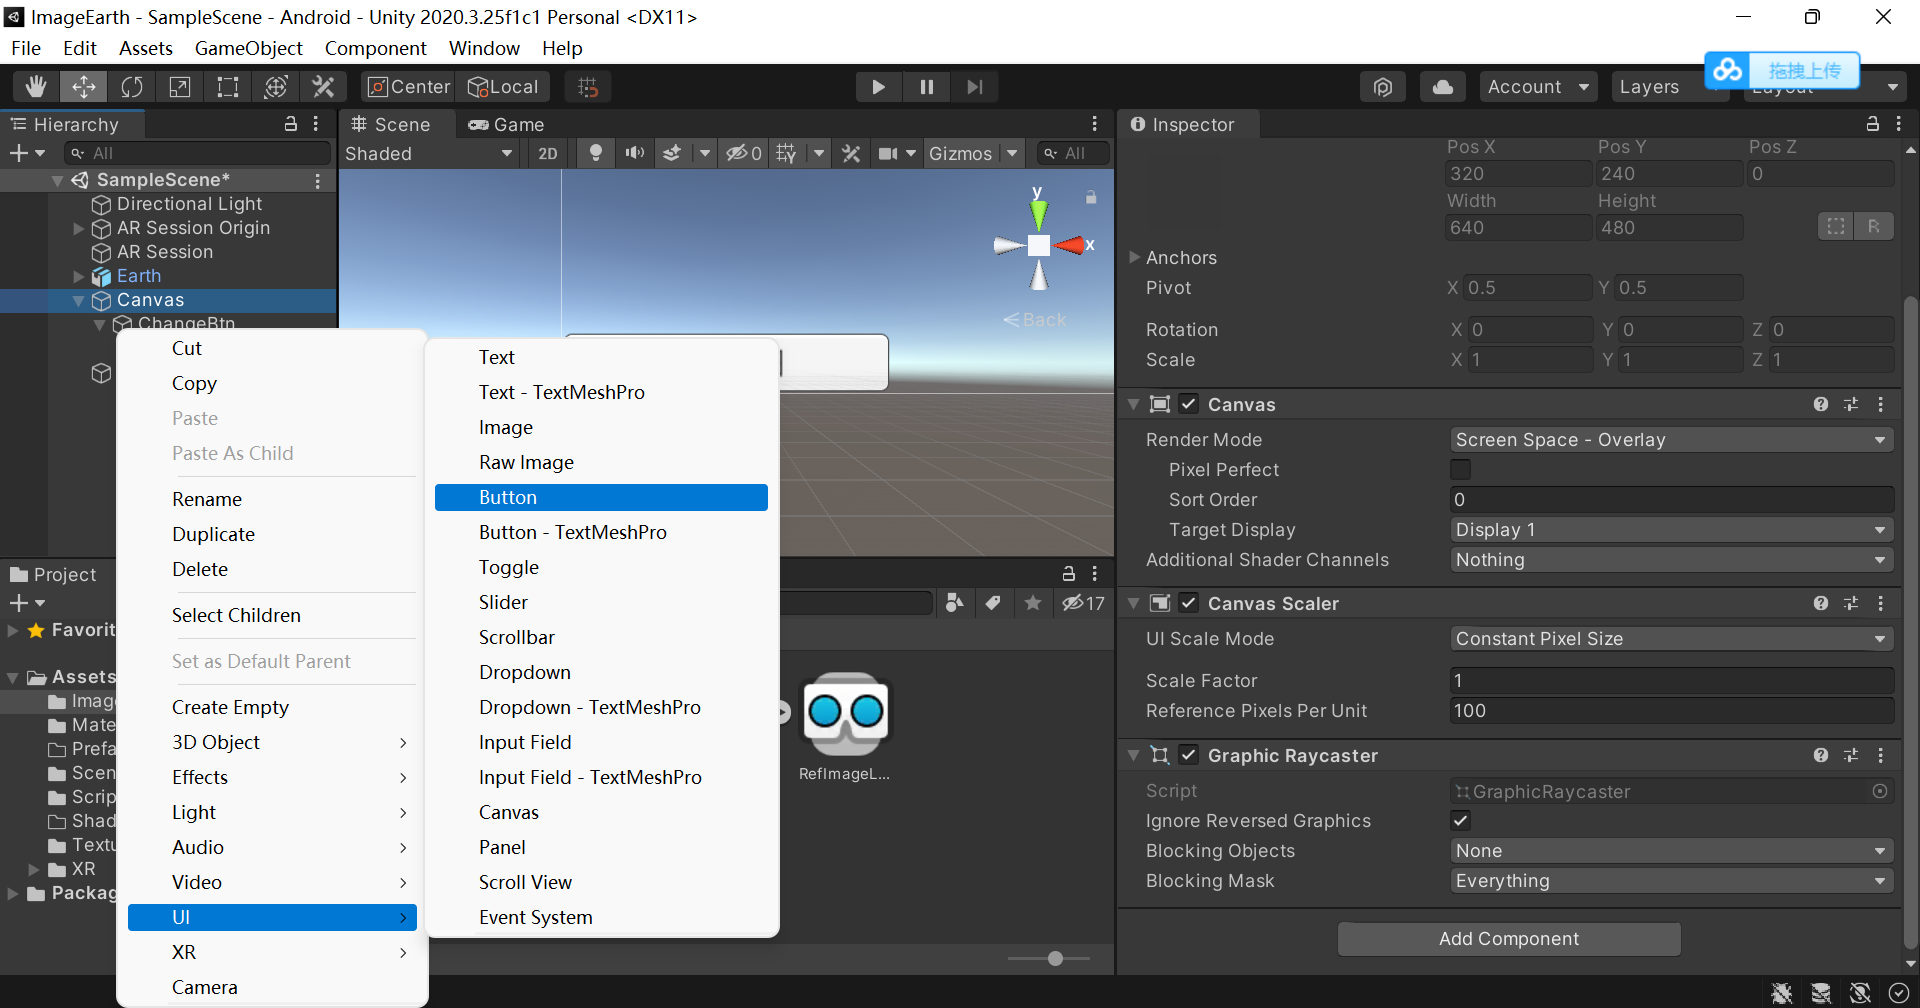 ImageEarth - SampleScene - Android - Unity 2020.3.25f1c1 Personal <DX11>
File Edit Assets GameObject Component Window Help
Center Local Account Layers
拖拽上传
Hierarchy
All
SampleScene*
Directional Light
AR Session Origin
AR Session
Earth
Canvas
ChangeBtn
Scene Game
Shaded 2D 0 Gizmos All
y
x
Back
Cut
Copy
Paste
Paste As Child
Rename
Duplicate
Delete
Select Children
Set as Default Parent
Create Empty
3D Object
Effects
Light
Audio
Video
UI
XR
Camera
Text
Text - TextMeshPro
Image
Raw Image
Button
Button - TextMeshPro
Toggle
Slider
Scrollbar
Dropdown
Dropdown - TextMeshPro
Input Field
Input Field - TextMeshPro
Canvas
Panel
Scroll View
Event System
Project
17
Favorit
Assets
Imag
Mate
Prefa
Scen
Scrip
Shad
Textu
XR
Packag
RefImageL...
Inspector
Pos X Pos Y Pos Z
320 240 0
Width Height
640 480
R
Anchors
Pivot X 0.5 Y 0.5
Rotation X 0 Y 0 Z 0
Scale X 1 Y 1 Z 1
Canvas
Render Mode Screen Space - Overlay
Pixel Perfect
Sort Order 0
Target Display Display 1
Additional Shader Channels Nothing
Canvas Scaler
UI Scale Mode Constant Pixel Size
Scale Factor 1
Reference Pixels Per Unit 100
Graphic Raycaster
Script GraphicRaycaster
Ignore Reversed Graphics
Blocking Objects None
Blocking Mask Everything
Add Component